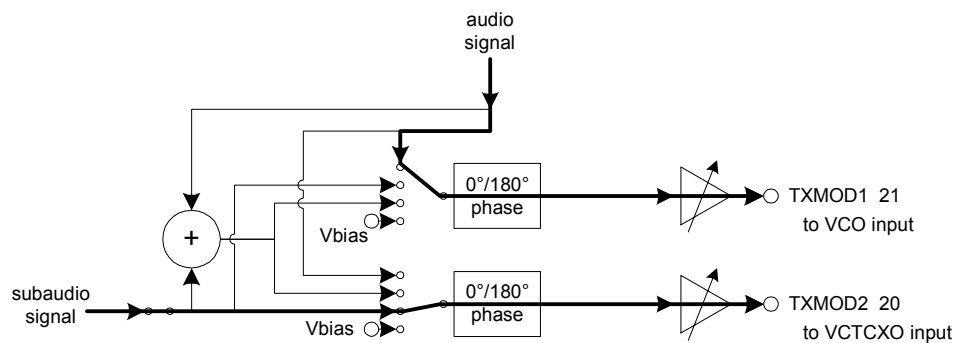 audio
signal
0°/180°
phase
TXMOD1 21
to VCO input
Vbias
+
subaudio
signal
0°/180°
phase
TXMOD2 20
to VCTCXO input
Vbias